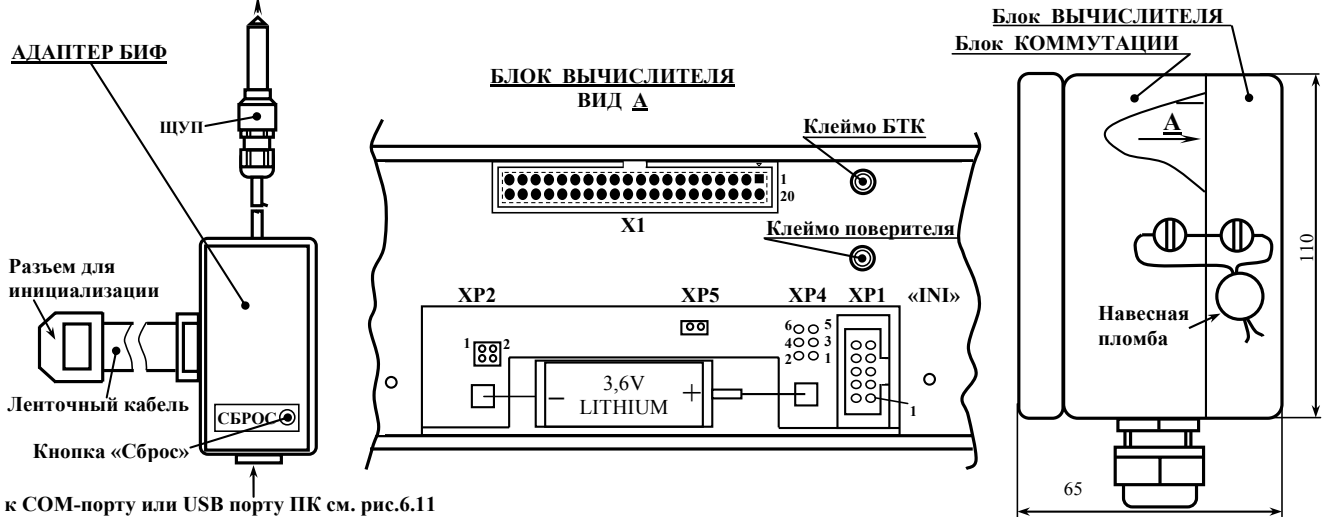 АДАПТЕР БИФ
ЩУП
Разъем для
инициализации
Ленточный кабель
СБРОС
Кнопка «Сброс»
к COM-порту или USB порту ПК см. рис.6.11
БЛОК ВЫЧИСЛИТЕЛЯ
ВИД А
Клеймо БТК
1
20
X1
Клеймо поверителя
XP2
XP5
XP4
XP1
«INI»
1
2
6
5
4
3
2
1
3,6V
LITHIUM
–
+
1
Блок ВЫЧИСЛИТЕЛЯ
Блок КОММУТАЦИИ
А
110
Навесная
пломба
65